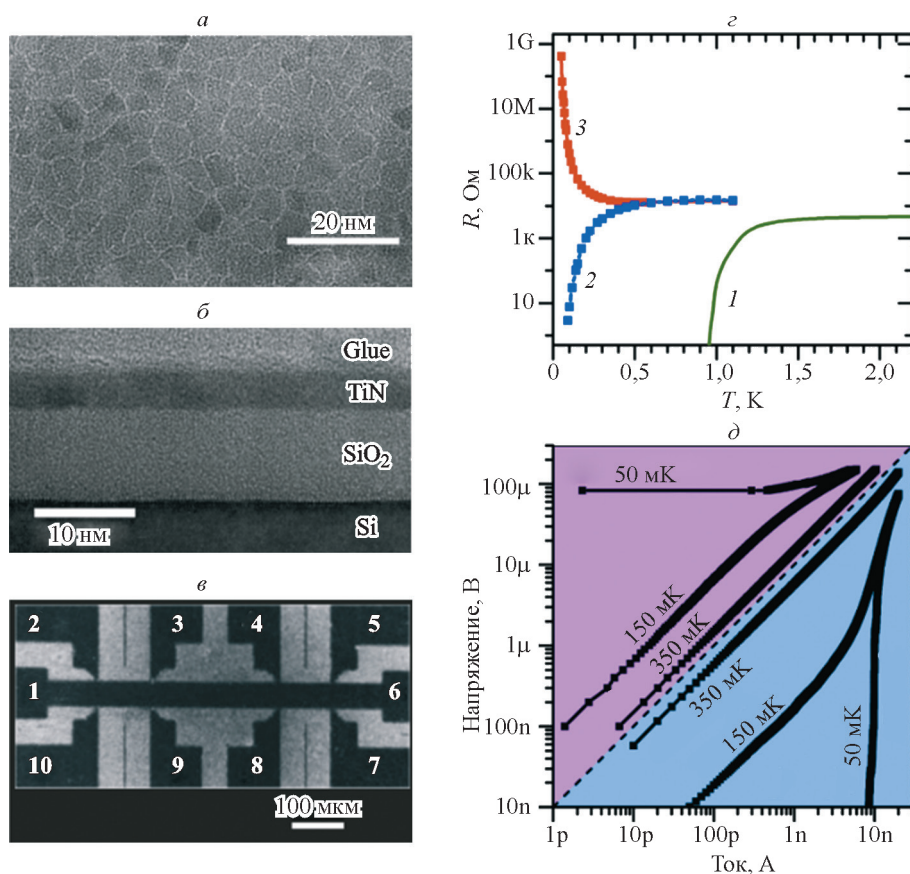 а
20 нм
б
Glue
TiN
SiO₂
Si
10 нм
в
2 3 4 5
1 6
10 9 8 7
100 мкм
г
1G
10M
100k
1к
10
R, Ом
3
2
1
0 0,5 1,0 1,5 2,0
T, K
д
100μ
10μ
1μ
100n
10n
Напряжение, В
50 мК
150 мК
350 мК
350 мК
150 мК
50 мК
1p 10p 100p 1n 10n
Ток, А